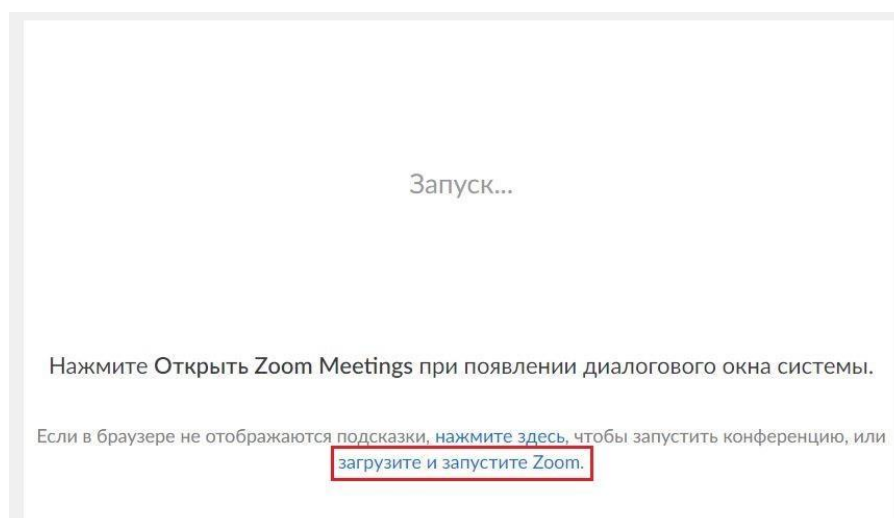 Запуск...
Нажмите Открыть Zoom Meetings при появлении диалогового окна системы.
Если в браузере не отображаются подсказки, нажмите здесь, чтобы запустить конференцию, или
загрузите и запустите Zoom.